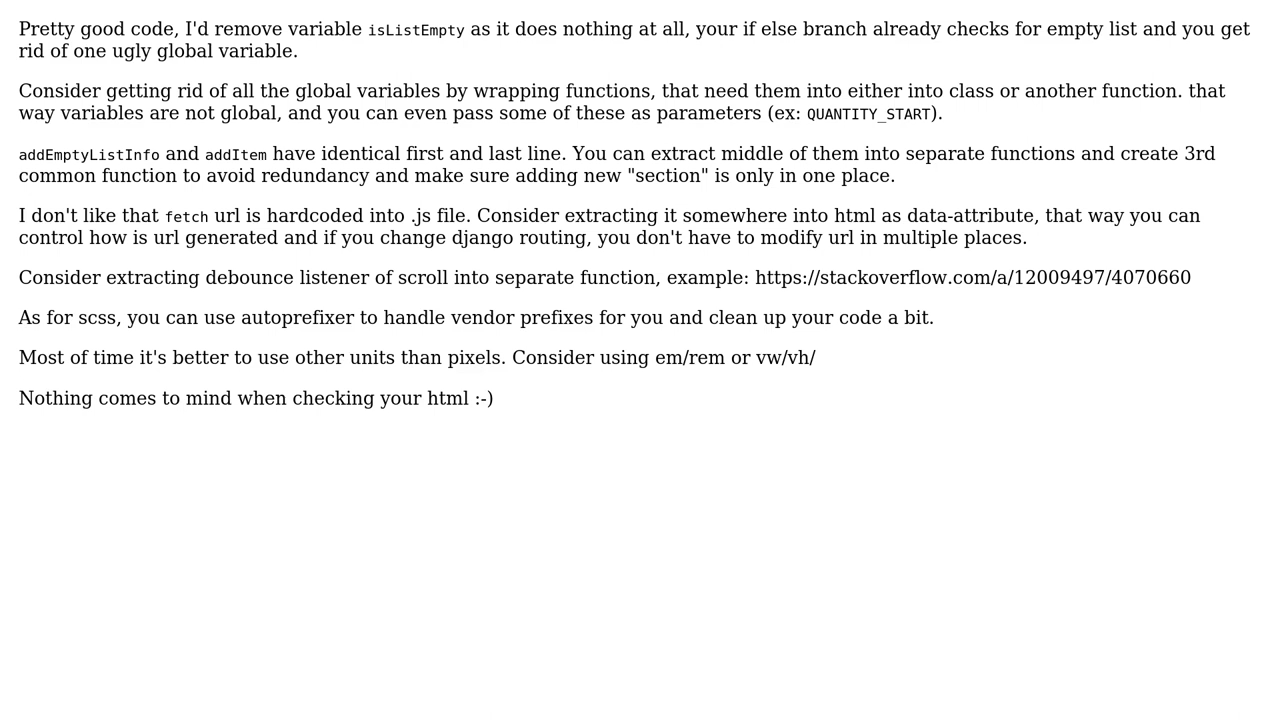 Pretty good code, I'd remove variable isListEmpty as it does nothing at all, your if else branch already checks for empty list and you get
rid of one ugly global variable.
Consider getting rid of all the global variables by wrapping functions, that need them into either into class or another function. that
way variables are not global, and you can even pass some of these as parameters (ex: QUANTITY_START).
addEmptyListInfo and addItem have identical first and last line. You can extract middle of them into separate functions and create 3rd
common function to avoid redundancy and make sure adding new "section" is only in one place.
I don't like that fetch url is hardcoded into .js file. Consider extracting it somewhere into html as data-attribute, that way you can
control how is url generated and if you change django routing, you don't have to modify url in multiple places.
Consider extracting debounce listener of scroll into separate function, example: https://stackoverflow.com/a/12009497/4070660
As for scss, you can use autoprefixer to handle vendor prefixes for you and clean up your code a bit.
Most of time it's better to use other units than pixels. Consider using em/rem or vw/vh/
Nothing comes to mind when checking your html :-)